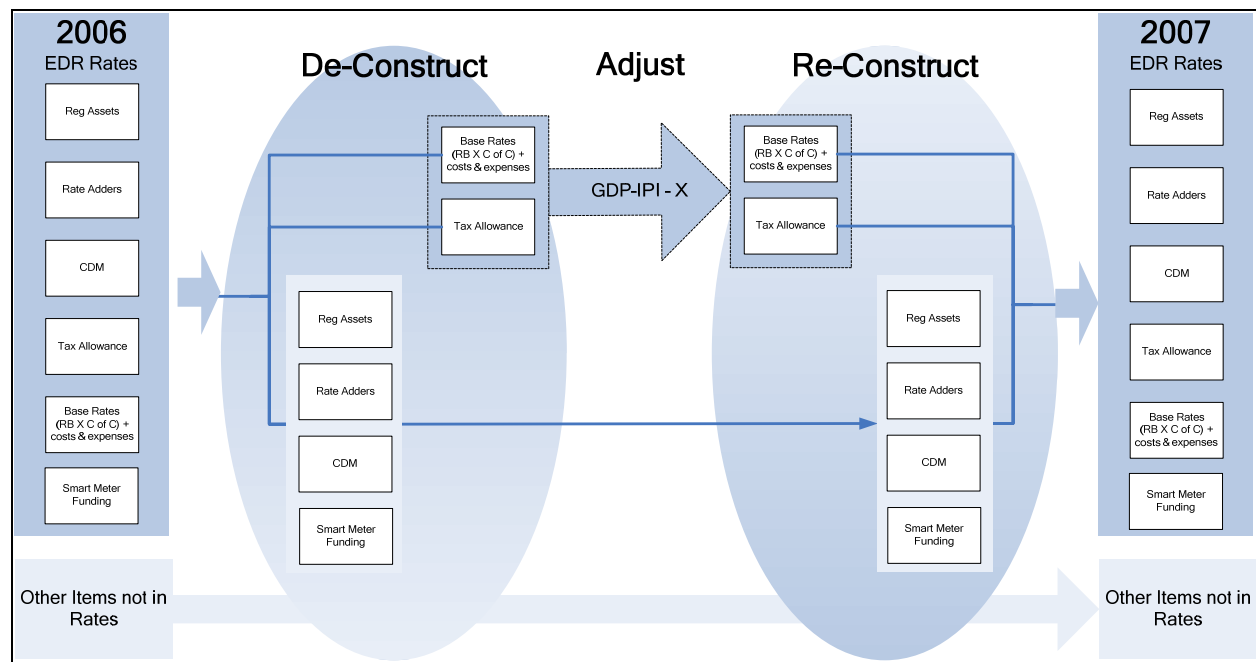 2006
EDR Rates
Reg Assets
Rate Adders
CDM
Tax Allowance
Base Rates
(RB X C of C) +
costs & expenses
Smart Meter
Funding
Other Items not in
Rates
De-Construct
Base Rates
(RB X C of C) +
costs & expenses
Tax Allowance
Reg Assets
Rate Adders
CDM
Smart Meter
Funding
Adjust
GDP-IPI - X
Re-Construct
Base Rates
(RB X C of C) +
costs & expenses
Tax Allowance
Reg Assets
Rate Adders
CDM
Smart Meter
Funding
2007
EDR Rates
Reg Assets
Rate Adders
CDM
Tax Allowance
Base Rates
(RB X C of C) +
costs & expenses
Smart Meter
Funding
Other Items not in
Rates